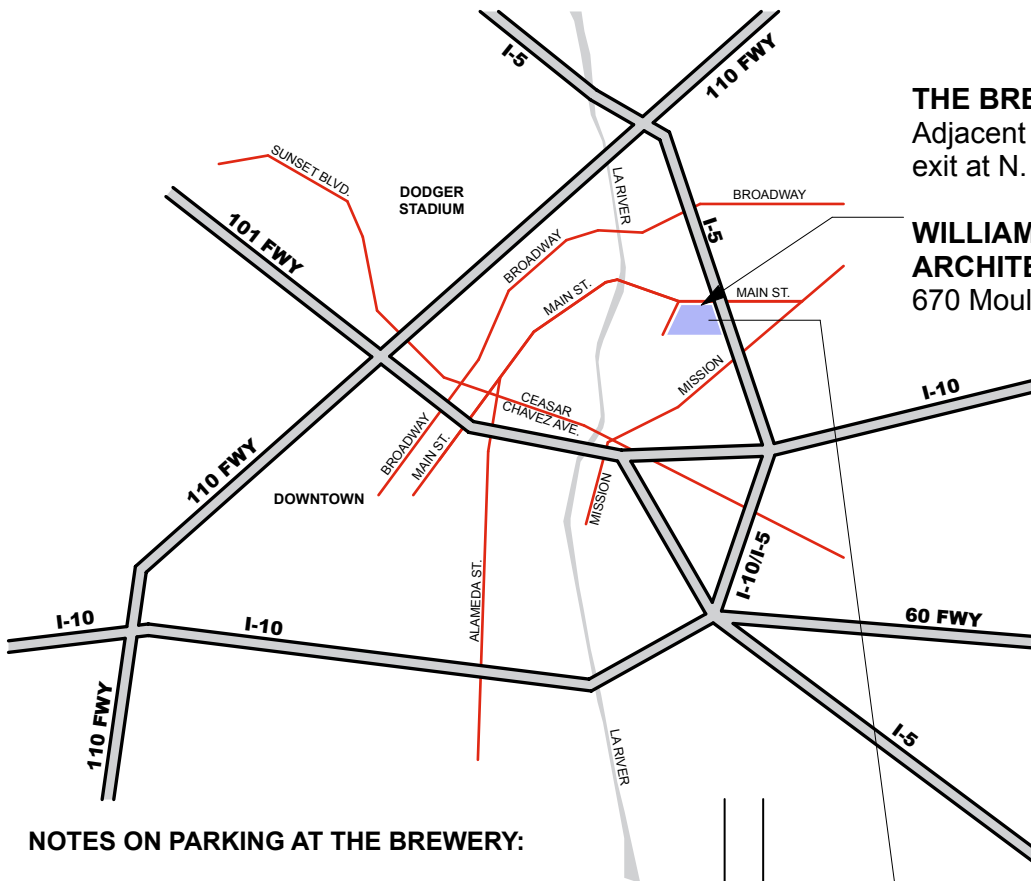 I-5
110 FWY
THE BRE
Adjacent
exit at N.
SUNSET BLVD.
DODGER
STADIUM
LA RIVER
BROADWAY
WILLIAM
ARCHITE
670 Moul
101 FWY
BROADWAY
I-5
MAIN ST.
MAIN ST.
MISSION
I-10
CEASAR
CHAVEZ AVE.
BROADWAY
MAIN ST.
110 FWY
DOWNTOWN
MISSION
I-10/I-5
ALAMEDA ST.
I-10
I-10
60 FWY
110 FWY
LA RIVER
I-5
NOTES ON PARKING AT THE BREWERY: